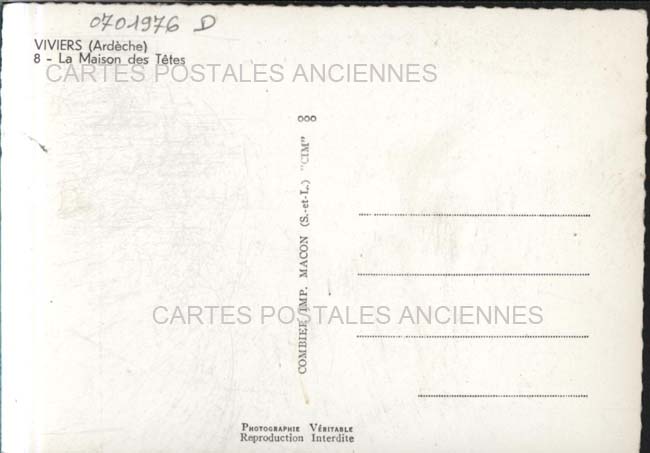 0701976 D
VIVIERS (Ardèche)
8 - La Maison des Têtes
CARTES POSTALES ANCIENNES
COMBIER IMP. MACON (S.-et-L.) "CIM"
CARTES POSTALES ANCIENNES
Photographie Véritable
Reproduction Interdite